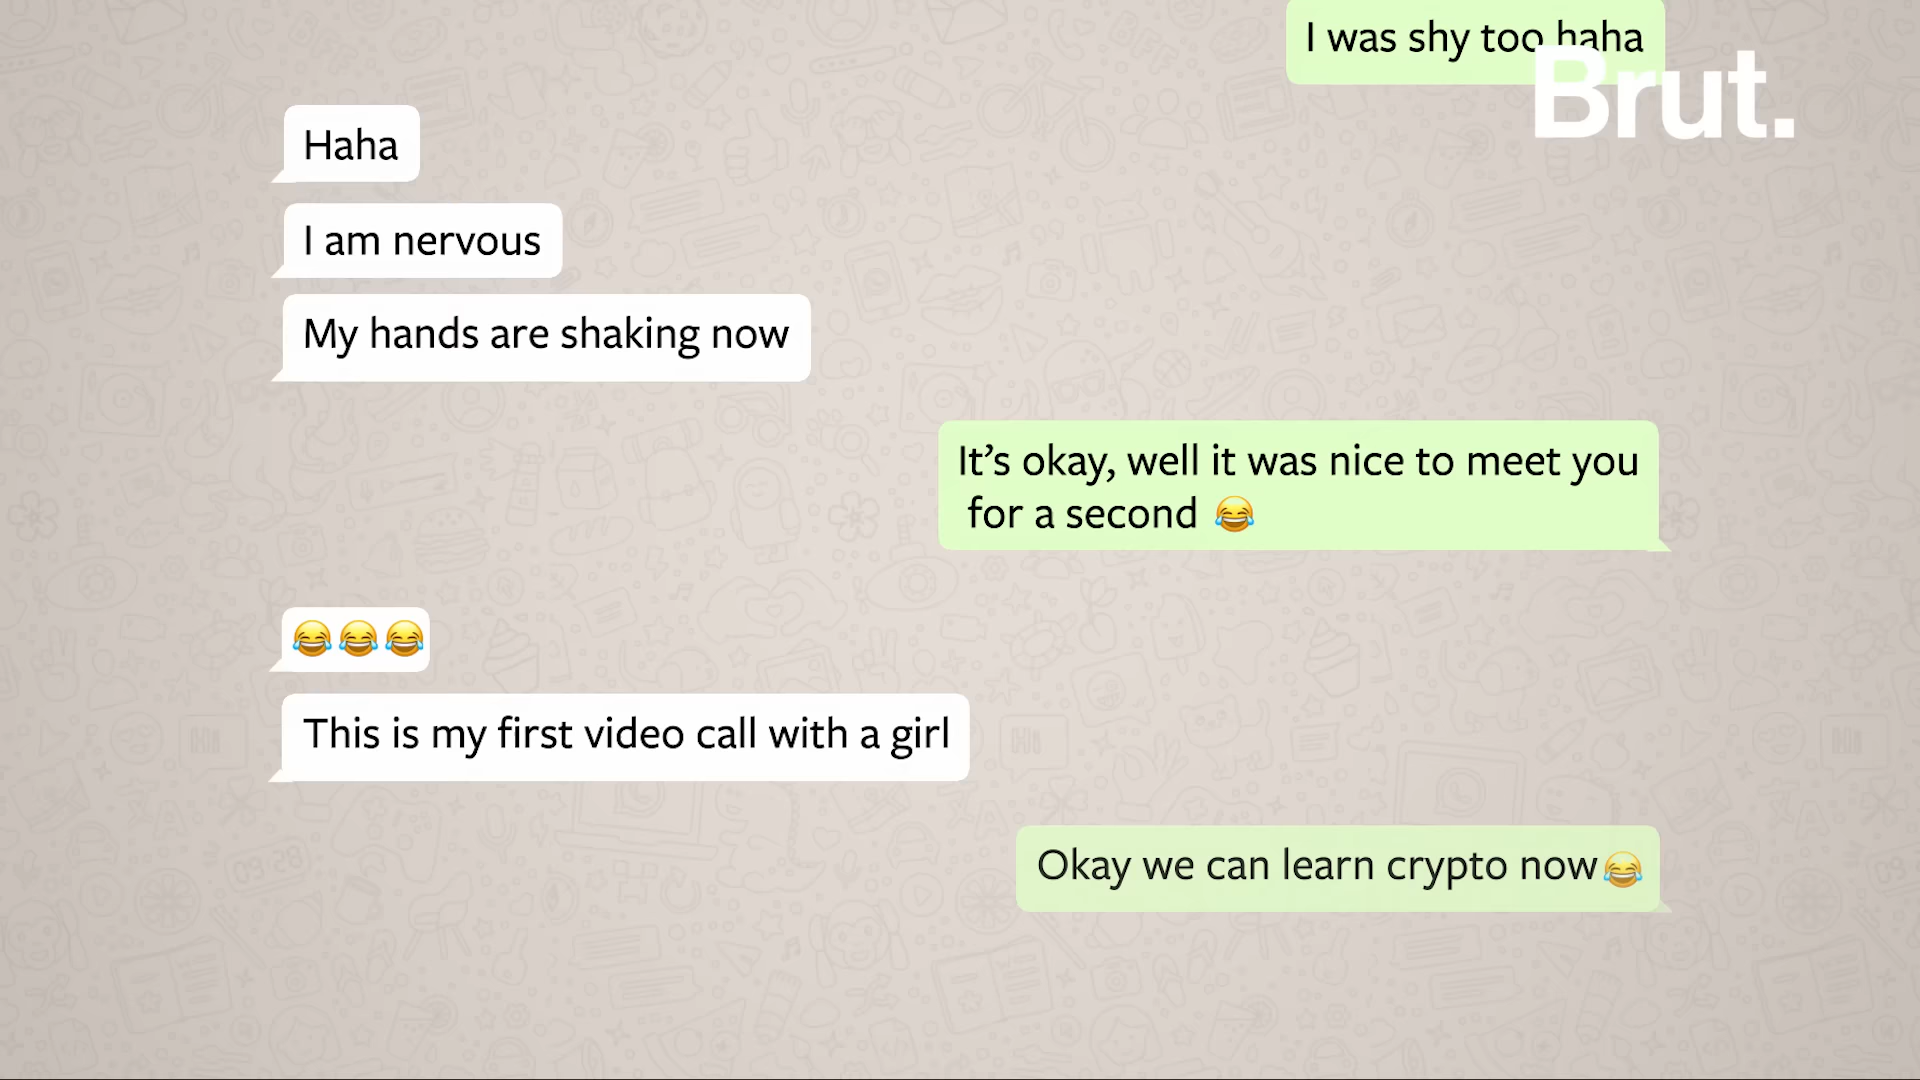 I was shy too haha
Brut.
Haha
I am nervous
My hands are shaking now
It’s okay, well it was nice to meet you
for a second 😂
😂😂😂
This is my first video call with a girl
Okay we can learn crypto now😂